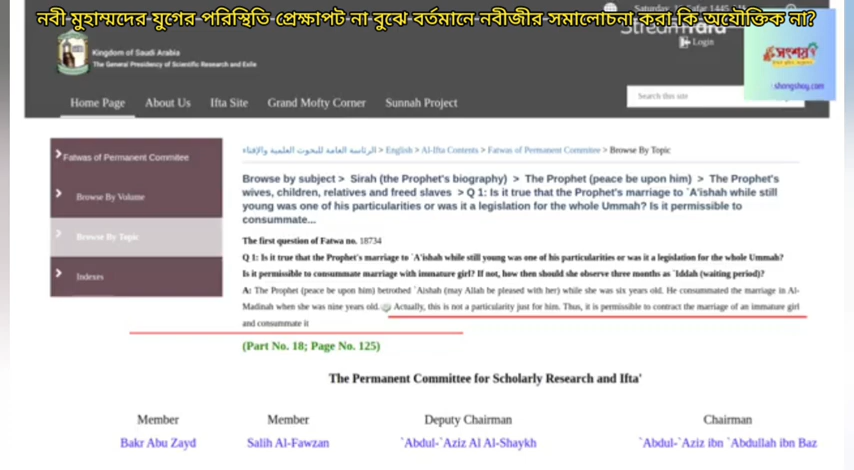 নবী মুহাম্মদের যুগের পরিস্থিতি প্রেক্ষাপট না বুঝে বর্তমানে নবীজীর সমালোচনা করা কি অযৌক্তিক না?
Kingdom of Saudi Arabia
The General Presidency of Scientific Research and
StreamYard
Login
সংশয়
shongshoy.com
Home Page About Us Ifta Site Grand Mofty Corner Sunnah Project
Search this site
Fatwas of Permanent Commitee
Browse By Volume
Browse By Topic
Indexes
الرئاسة العامة للبحوث العلمية والإفتاء > English > Al-Ifta Contents > Fatwas of Permanent Commitee > Browse By Topic
Browse by subject > Sirah (the Prophet's biography) > The Prophet (peace be upon him) > The Prophet's
wives, children, relatives and freed slaves > Q 1: Is it true that the Prophet's marriage to `A'ishah while still
young was one of his particularities or was it a legislation for the whole Ummah? Is it permissible to
consummate...
The first question of Fatwa no. 18734
Q 1: Is it true that the Prophet's marriage to `A'ishah while still young was one of his particularities or was it a legislation for the whole Ummah?
Is it permissible to consummate marriage with immature girl? If not, how then should she observe three months as `Iddah (waiting period)?
A: The Prophet (peace be upon him) betrothed `Aishah (may Allah be pleased with her) while she was six years old. He consummated the marriage in Al-
Madinah when she was nine years old. Actually, this is not a particularity just for him. Thus, it is permissible to contract the marriage of an immature girl
and consummate it
(Part No. 18; Page No. 125)
The Permanent Committee for Scholarly Research and Ifta'
Member Member Deputy Chairman Chairman
Bakr Abu Zayd Salih Al-Fawzan `Abdul-`Aziz Al Al-Shaykh `Abdul-`Aziz ibn `Abdullah ibn Baz